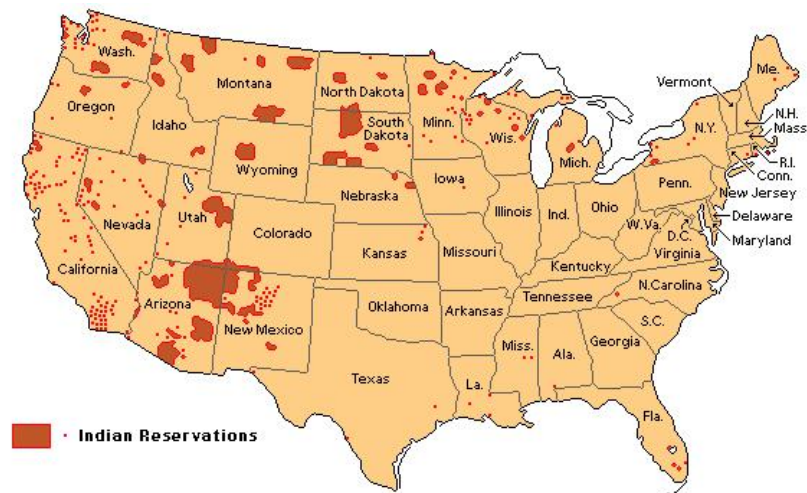 Wash.
Montana
North Dakota
Minn.
Vermont
Me.
Oregon
Idaho
South
Dakota
Wis.
N.Y.
N.H.
Mass
Wyoming
Mich.
R.I.
Conn.
Nebraska
Iowa
Penn.
New Jersey
Nevada
Utah
Colorado
Illinois
Ind.
Ohio
Delaware
W.Va.
D.C.
Maryland
California
Kansas
Missouri
Kentucky
Virginia
Arizona
New Mexico
Oklahoma
Arkansas
Tennessee
N.Carolina
S.C.
Texas
La.
Miss.
Ala.
Georgia
Fla.
Indian Reservations